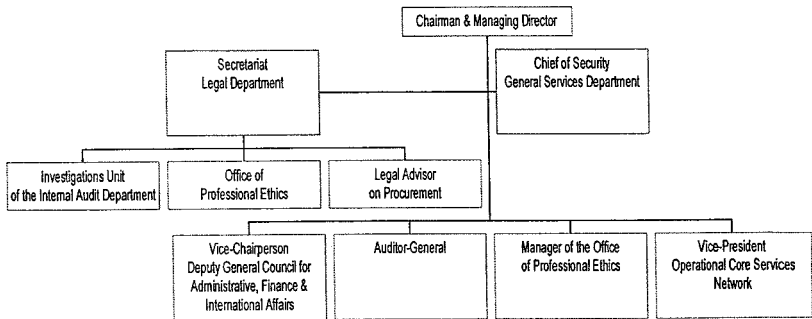 Chairman & Managing Director
Secretariat
Legal Department
Chief of Security
General Services Department
Investigations Unit
of the Internal Audit Department
Office of
Professional Ethics
Legal Advisor
on Procurement
Vice-Chairperson
Deputy General Council for
Administrative, Finance &
International Affairs
Auditor-General
Manager of the Office
of Professional Ethics
Vice-President
Operational Core Services
Network